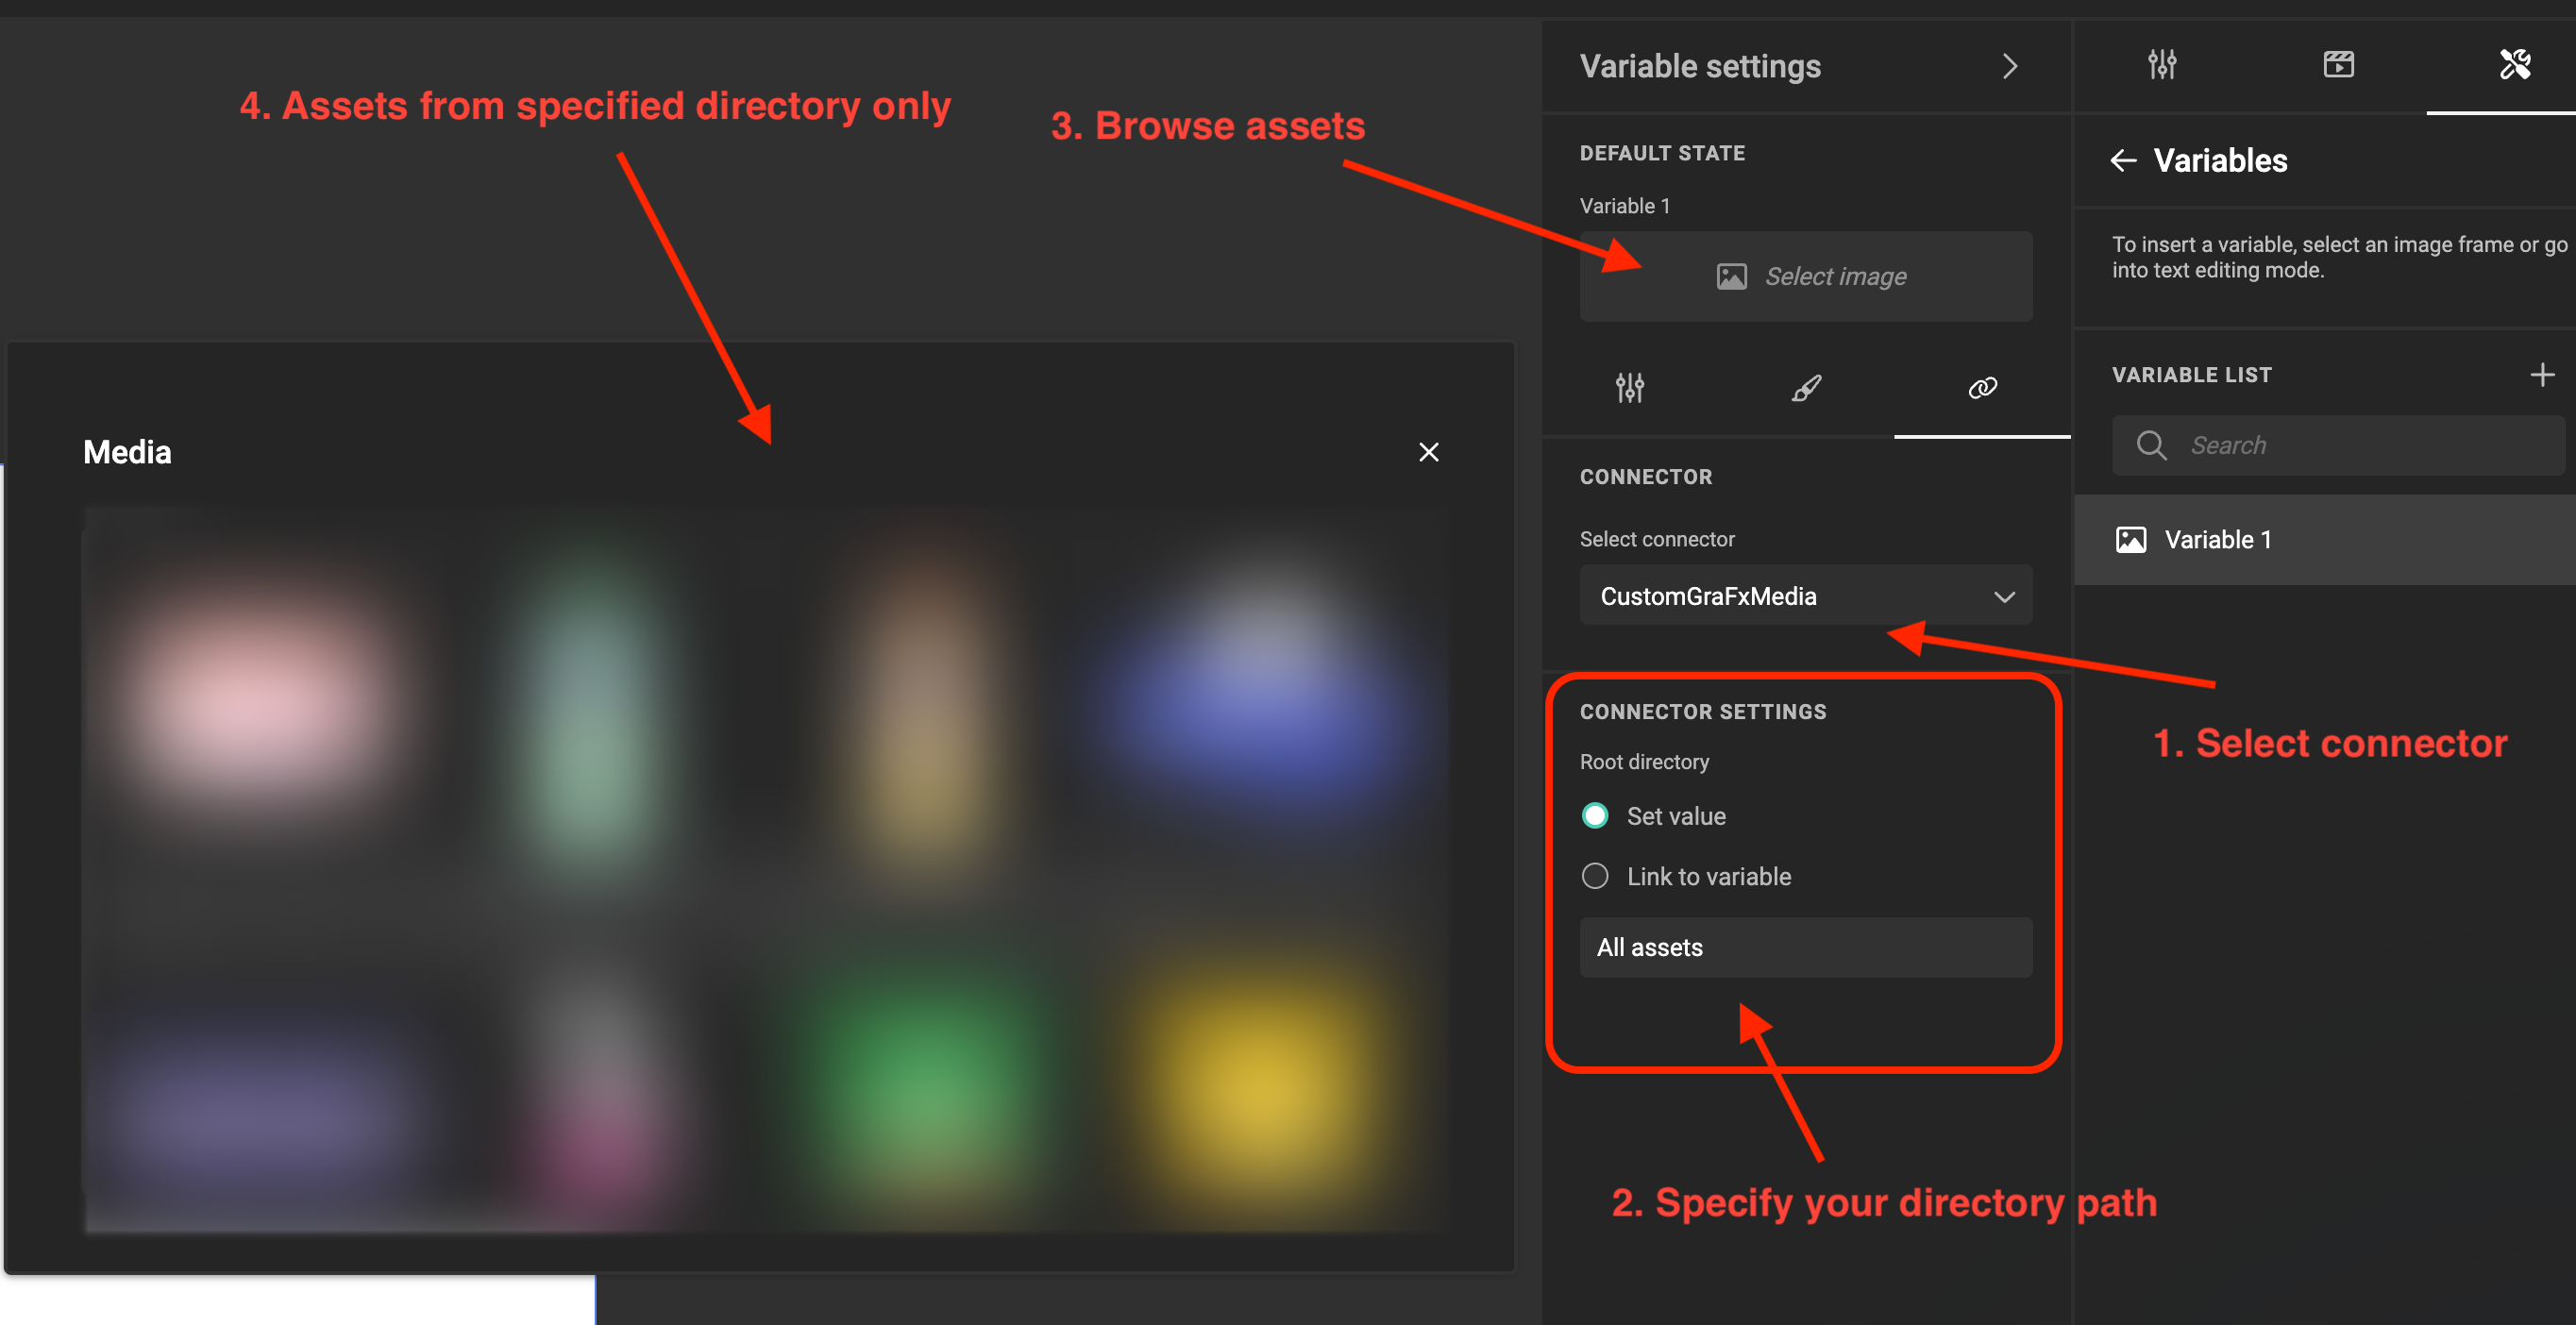 4. Assets from specified directory only
3. Browse assets
Media
Variable settings
DEFAULT STATE
Variable 1
Select image
CONNECTOR
Select connector
CustomGraFxMedia
CONNECTOR SETTINGS
Root directory
Set value
Link to variable
All assets
1. Select connector
2. Specify your directory path
Variables
To insert a variable, select an image frame or go
into text editing mode.
VARIABLE LIST
Search
Variable 1